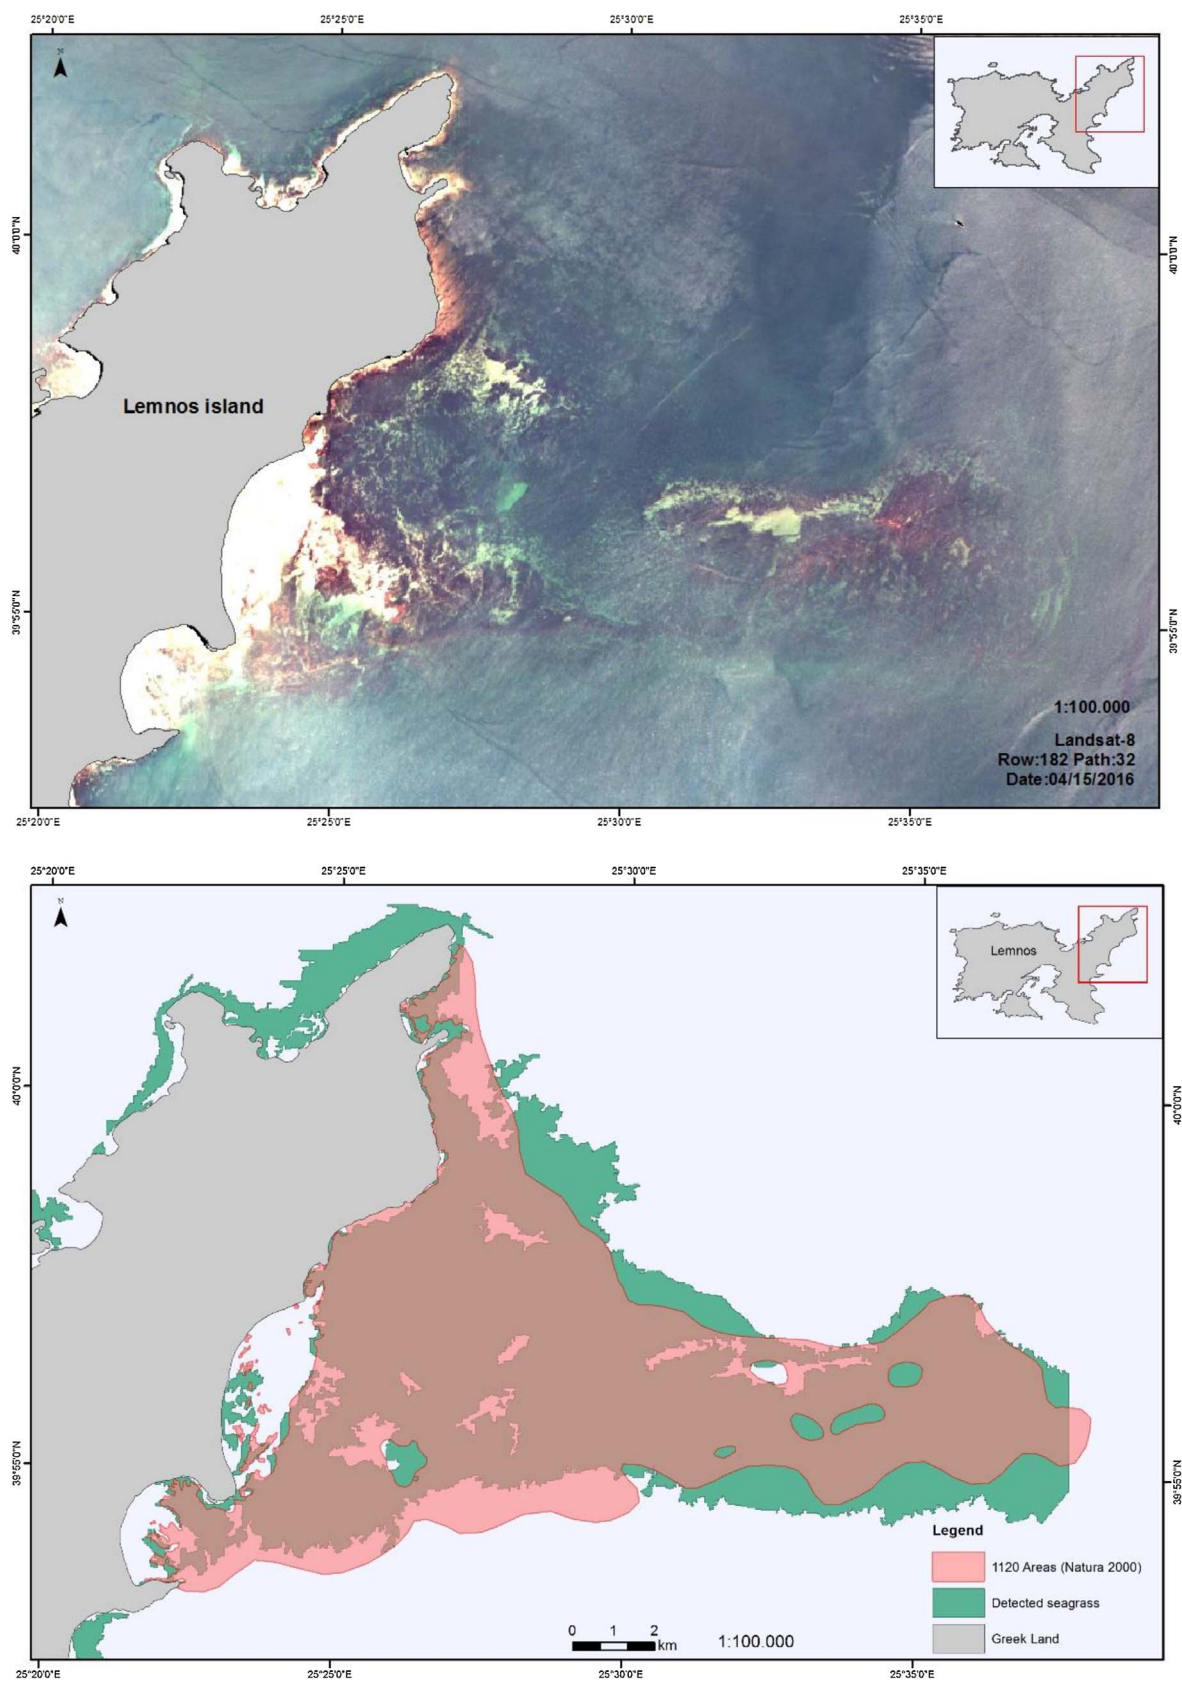 25°20'0"E 25°25'0"E 30°30'0"E 25°35'0"E
N
40°0'0"N
40°0'0"N
Lemnos island
39°55'0"N
39°55'0"N
1:100.000
Landsat-8
Row:182 Path:32
Date:04/15/2016
25°20'0"E 25°25'0"E 25°30'0"E 25°35'0"E
25°20'0"E 25°25'0"E 25°30'0"E 25°35'0"E
N
Lemnos
40°0'0"N
40°0'0"N
39°55'0"N
39°55'0"N
Legend
1120 Areas (Natura 2000)
Detected seagrass
Greek Land
0 1 2
km
1:100.000
25°20'0"E 25°25'0"E 25°30'0"E 25°35'0"E